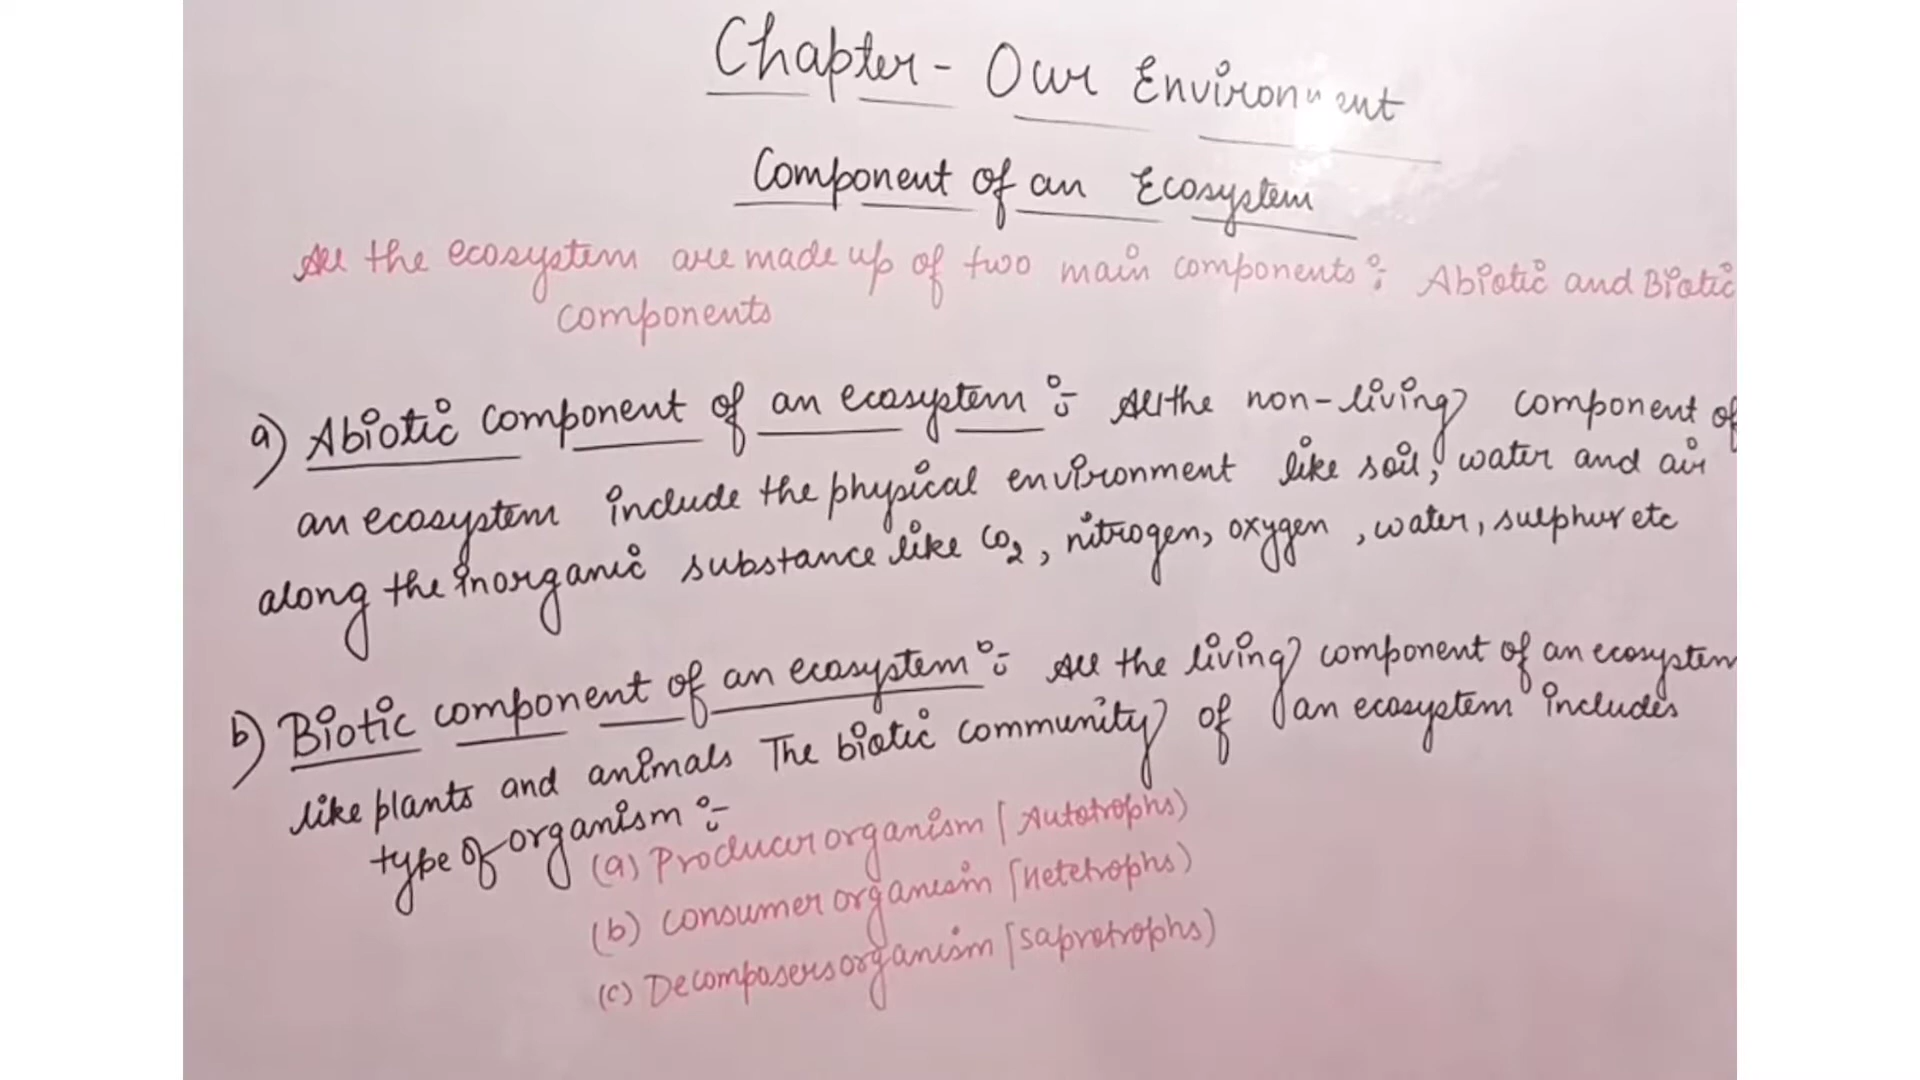 Chapter - Our Environment
Component of an Ecosystem
All the ecosystem are made up of two main components :- Abiotic and Biotic
components
a) Abiotic component of an ecosystem :- All the non-living component of
an ecosystem include the physical environment like soil, water and air
along the inorganic substance like CO2, nitrogen, oxygen, water, sulphur etc
b) Biotic component of an ecosystem :- All the living component of an ecosystem
like plants and animals The biotic community of an ecosystem includes
type of organism :-
(a) Producer organism (Autotrophs)
(b) Consumer organism (Hetetrophs)
(c) Decomposers organism (saprotrophs)